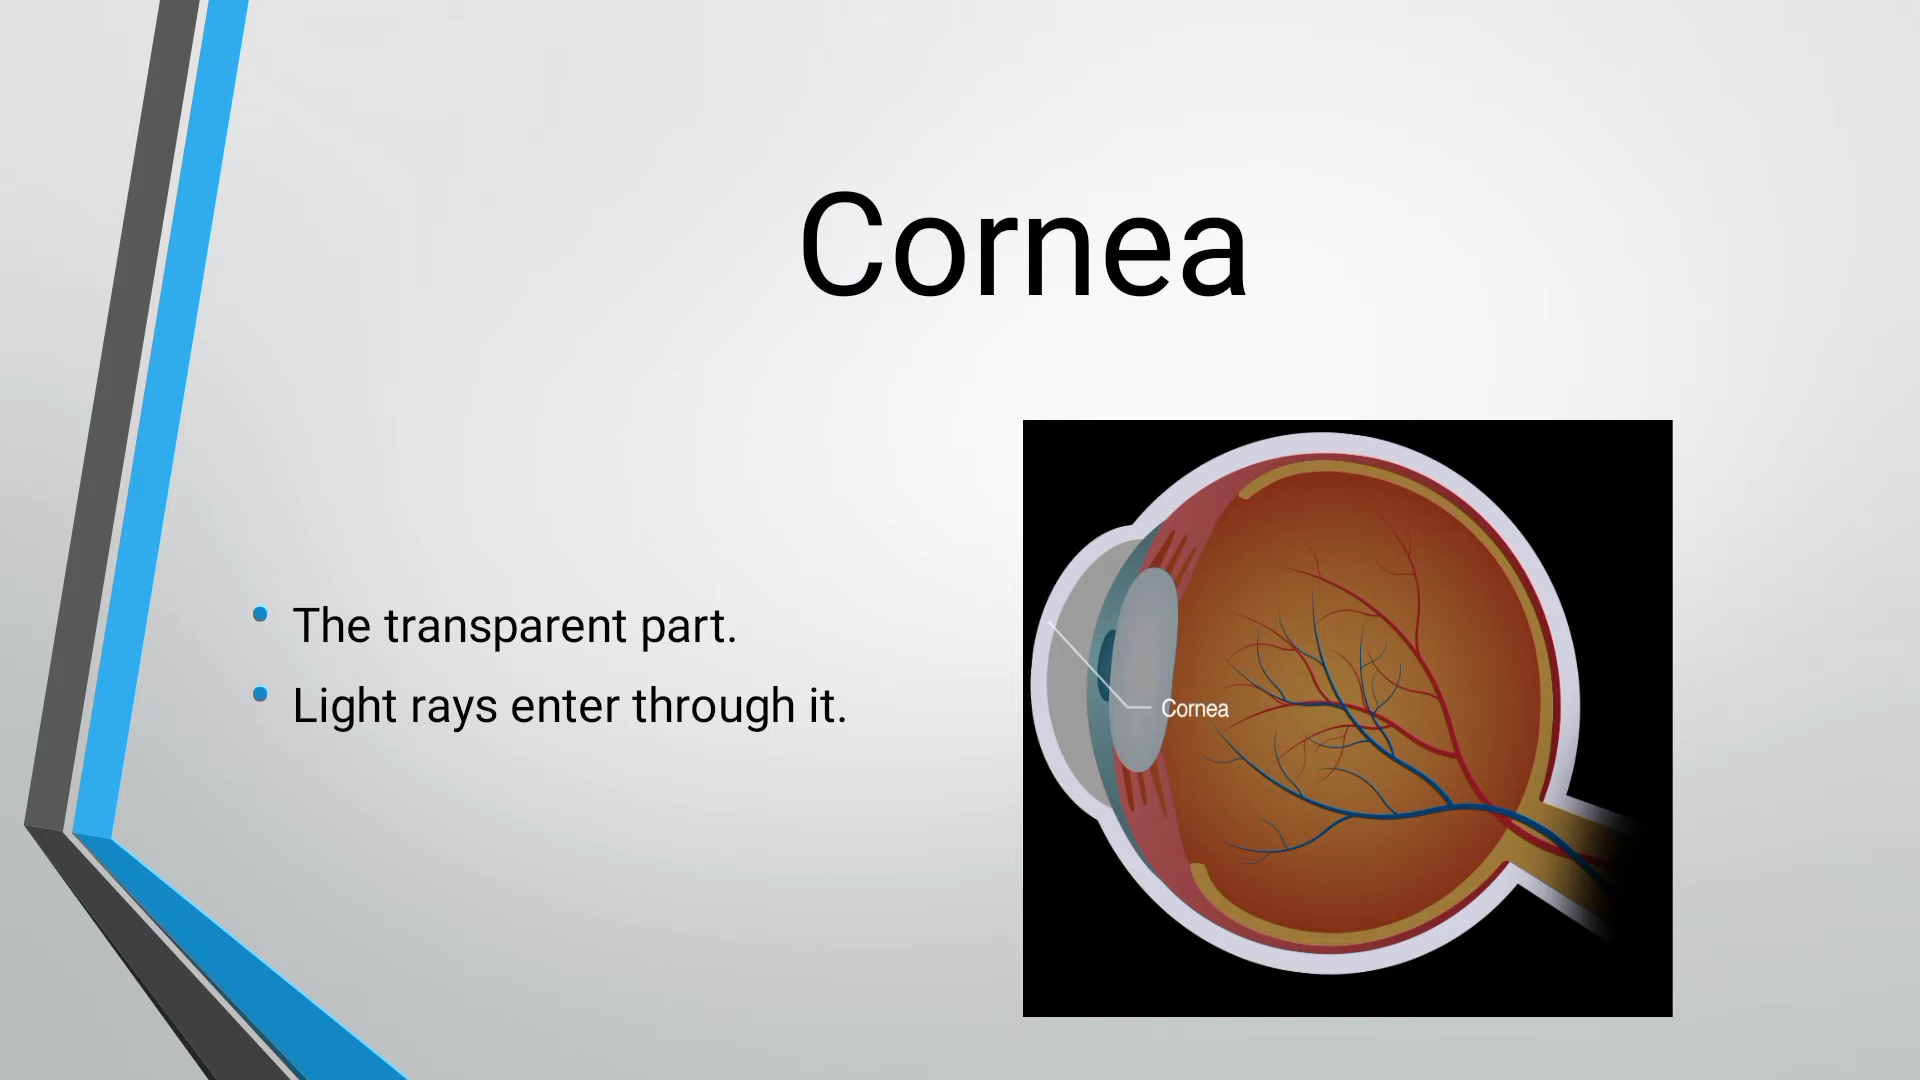 Cornea
The transparent part.
Light rays enter through it.
Cornea